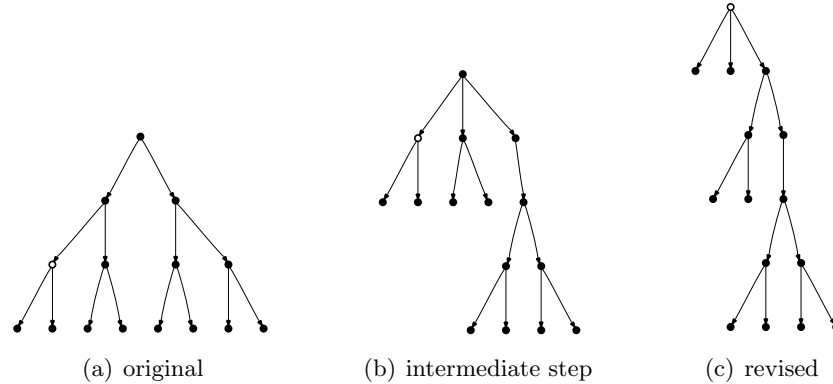 (a) original
(b) intermediate step
(c) revised